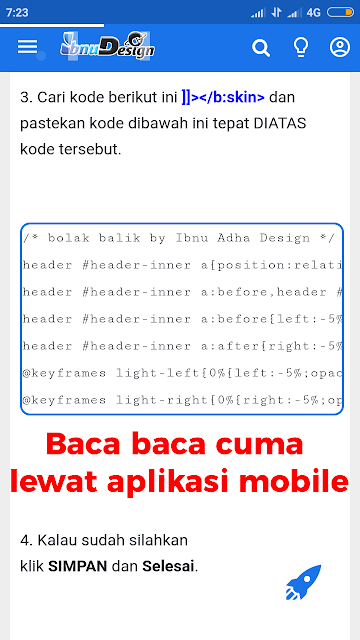 7:23
4G
IbnuDesign
3. Cari kode berikut ini ]]></b:skin> dan
pastekan kode dibawah ini tepat DIATAS
kode tersebut.
/* bolak balik by Ibnu Adha Design */
header #header-inner a{position:relati
header #header-inner a:before,header #
header #header-inner a:before{left:-5%
header #header-inner a:after{right:-5%
@keyframes light-left{0%{left:-5%;opac
@keyframes light-right{0%{right:-5%;op
Baca baca cuma
lewat aplikasi mobile
4. Kalau sudah silahkan
klik SIMPAN dan Selesai.